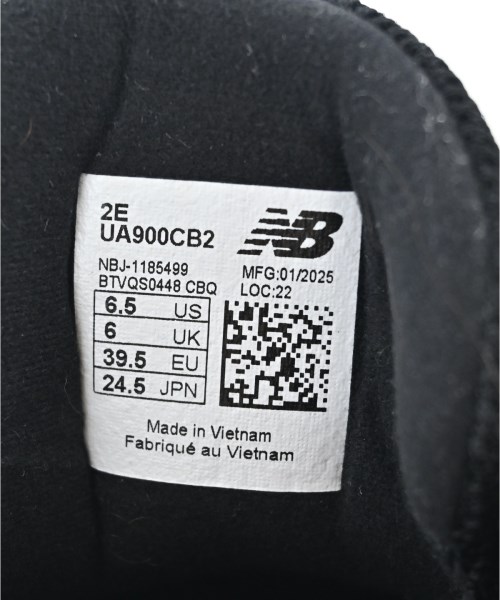 2E
UA900CB2
NB
NBJ-1185499
BTVQS0448 CBQ
MFG:01/2025
LOC:22
6.5 US
6 UK
39.5 EU
24.5 JPN
Made in Vietnam
Fabriqué au Vietnam